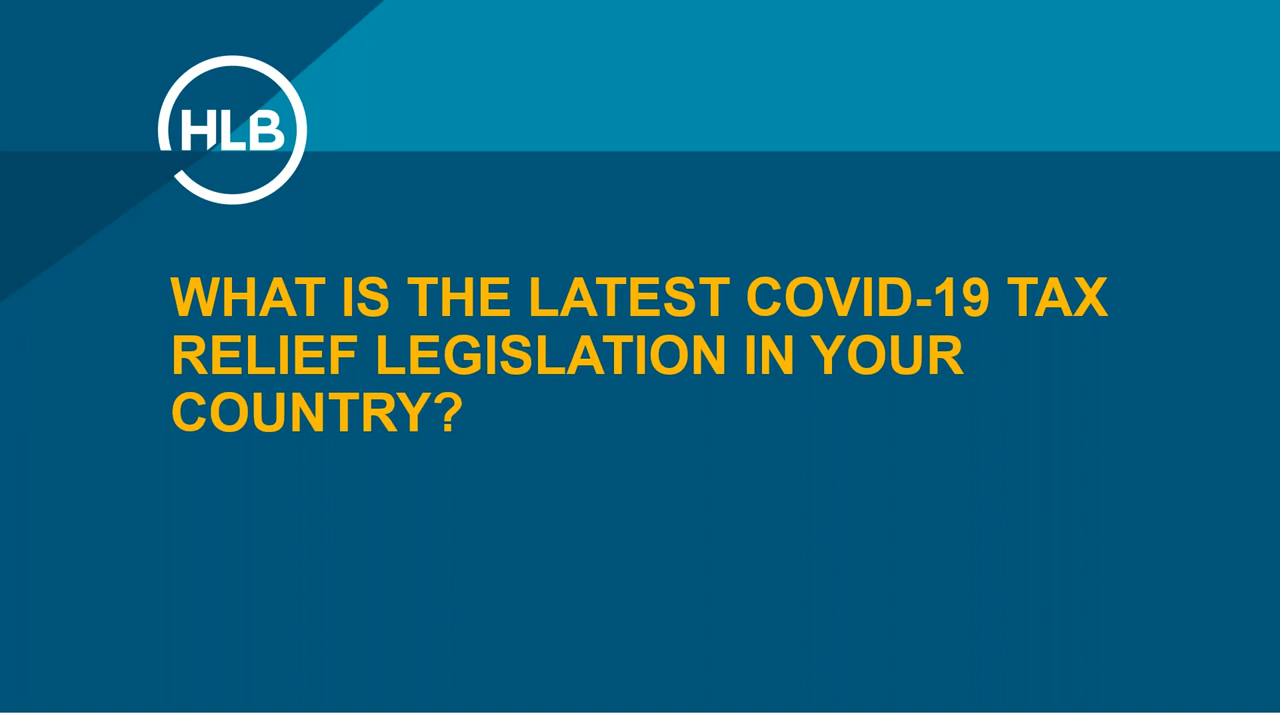 HLB
WHAT IS THE LATEST COVID-19 TAX
RELIEF LEGISLATION IN YOUR
COUNTRY?